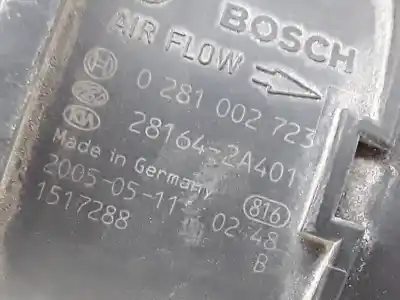 BOSCH
AIR FLOW
0 281 002 723
28164-2A401
Made in Germany
2005-05-11 02:48
1517288
816
B